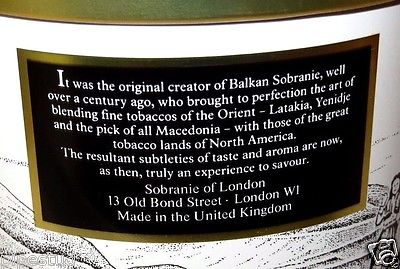 It was the original creator of Balkan Sobranie, well
over a century ago, who brought to perfection the art of
blending fine tobaccos of the Orient – Latakia, Yenidje
and the pick of all Macedonia – with those of the great
tobacco lands of North America.
The resultant subtleties of taste and aroma are now,
as then, truly an experience to savour.
Sobranie of London
13 Old Bond Street · London W1
Made in the United Kingdom